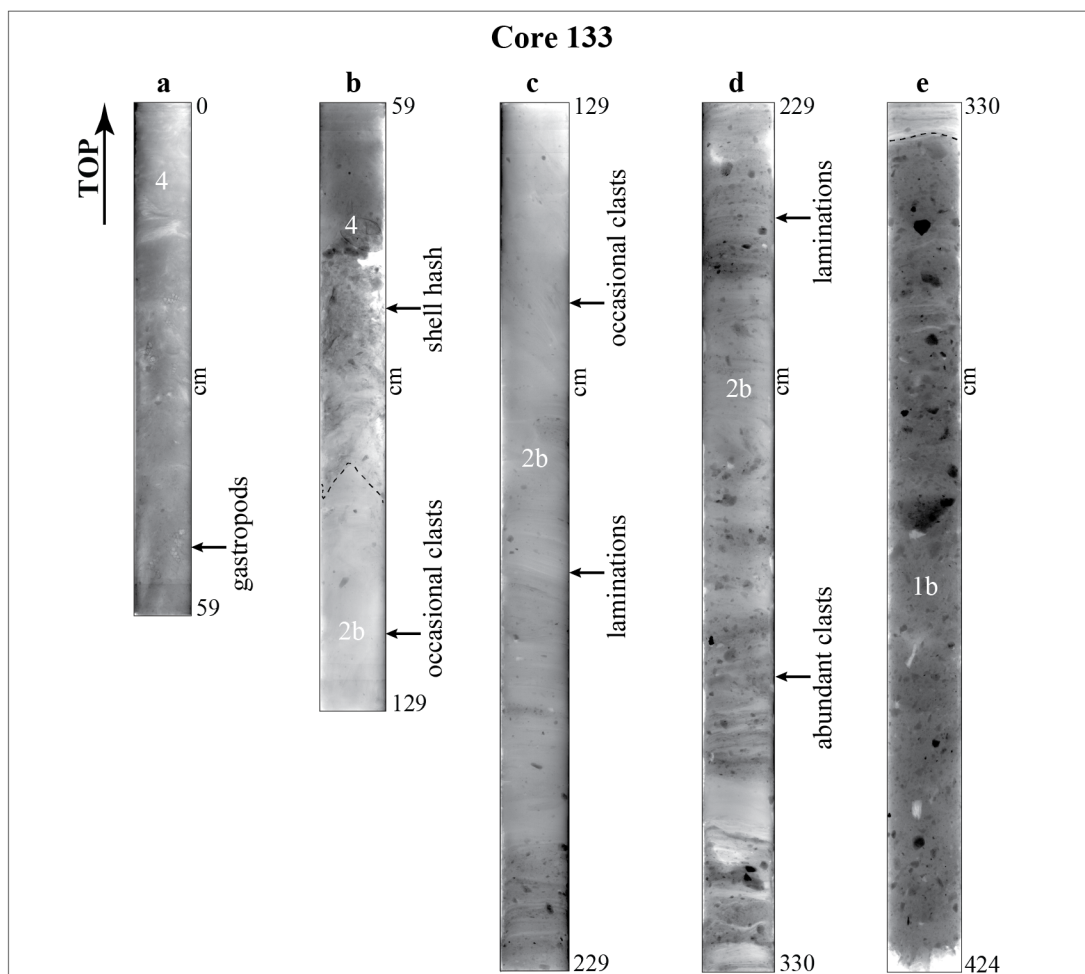 Core 133
a
b
c
d
e
TOP
0
4
gastropods
59
59
4
shell hash
cm
2b
occasional clasts
129
129
occasional clasts
cm
2b
laminations
229
229
laminations
cm
2b
abundant clasts
330
330
cm
1b
424